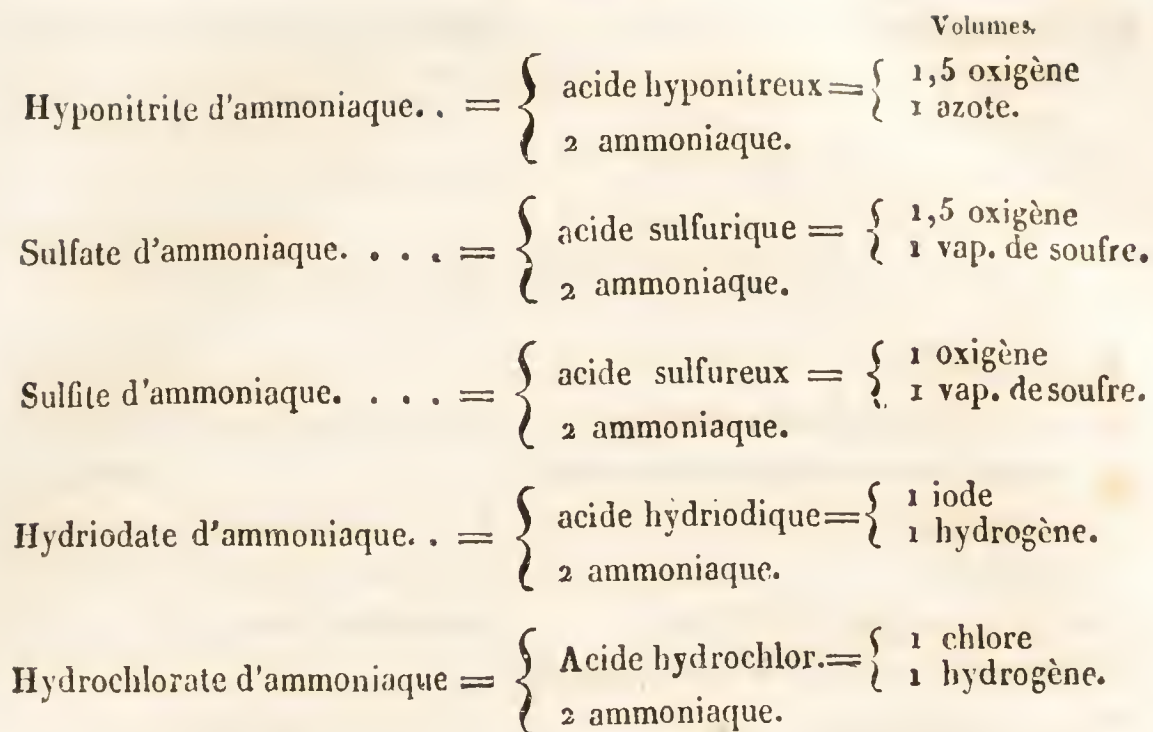 Volumes.
Hyponitrite d'ammoniaque. . = { acide hyponitreux = { 1,5 oxigène
1 azote.
2 ammoniaque.
Sulfate d'ammoniaque. . . . = { acide sulfurique = { 1,5 oxigène
1 vap. de soufre.
2 ammoniaque.
Sulfite d'ammoniaque. . . . = { acide sulfureux = { 1 oxigène
1 vap. de soufre.
2 ammoniaque.
Hydriodate d'ammoniaque. . = { acide hydriodique = { 1 iode
1 hydrogène.
2 ammoniaque.
Hydrochlorate d'ammoniaque = { Acide hydrochlor. = { 1 chlore
1 hydrogène.
2 ammoniaque.